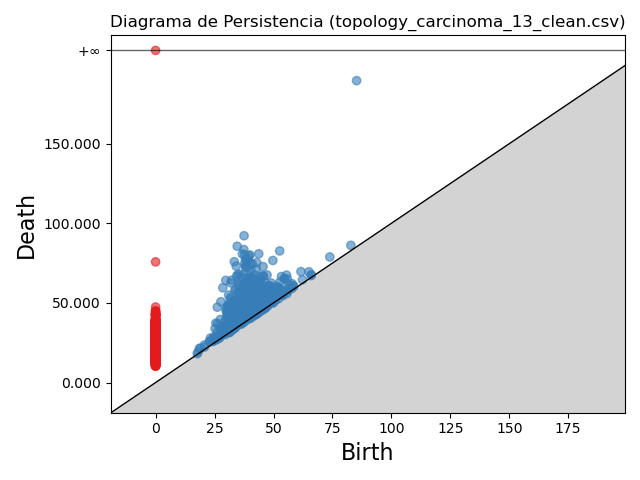 Diagrama de Persistencia (topology_carcinoma_13_clean.csv)
+∞
150.000
100.000
50.000
0.000
Death
0 25 50 75 100 125 150 175
Birth